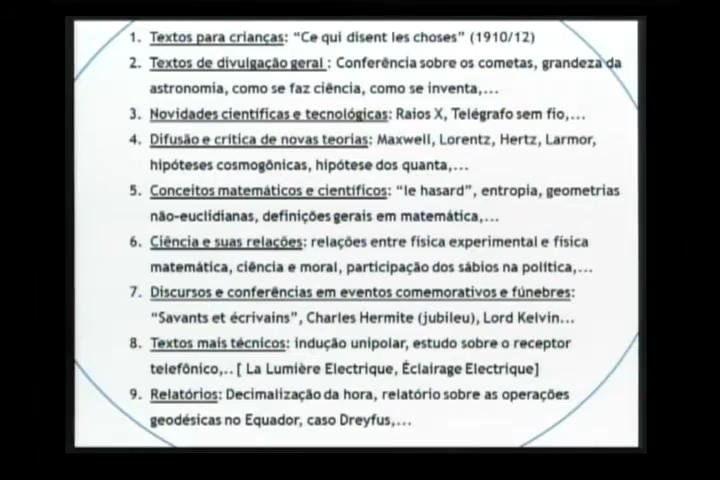 1. Textos para crianças: "Ce qui disent les choses" (1910/12)
2. Textos de divulgação geral : Conferência sobre os cometas, grandeza da
astronomia, como se faz ciência, como se inventa,...
3. Novidades científicas e tecnológicas: Raios X, Telégrafo sem fio,...
4. Difusão e crítica de novas teorias: Maxwell, Lorentz, Hertz, Larmor,
hipóteses cosmogônicas, hipótese dos quanta,...
5. Conceitos matemáticos e científicos: "le hasard", entropia, geometrias
não-euclidianas, definições gerais em matemática,...
6. Ciência e suas relações: relações entre física experimental e física
matemática, ciência e moral, participação dos sábios na política,...
7. Discursos e conferências em eventos comemorativos e fúnebres:
"Savants et écrivains", Charles Hermite (jubileu), Lord Kelvin...
8. Textos mais técnicos: indução unipolar, estudo sobre o receptor
telefônico,.. [ La Lumière Electrique, Éclairage Electrique]
9. Relatórios: Decimalização da hora, relatório sobre as operações
geodésicas no Equador, caso Dreyfus,...